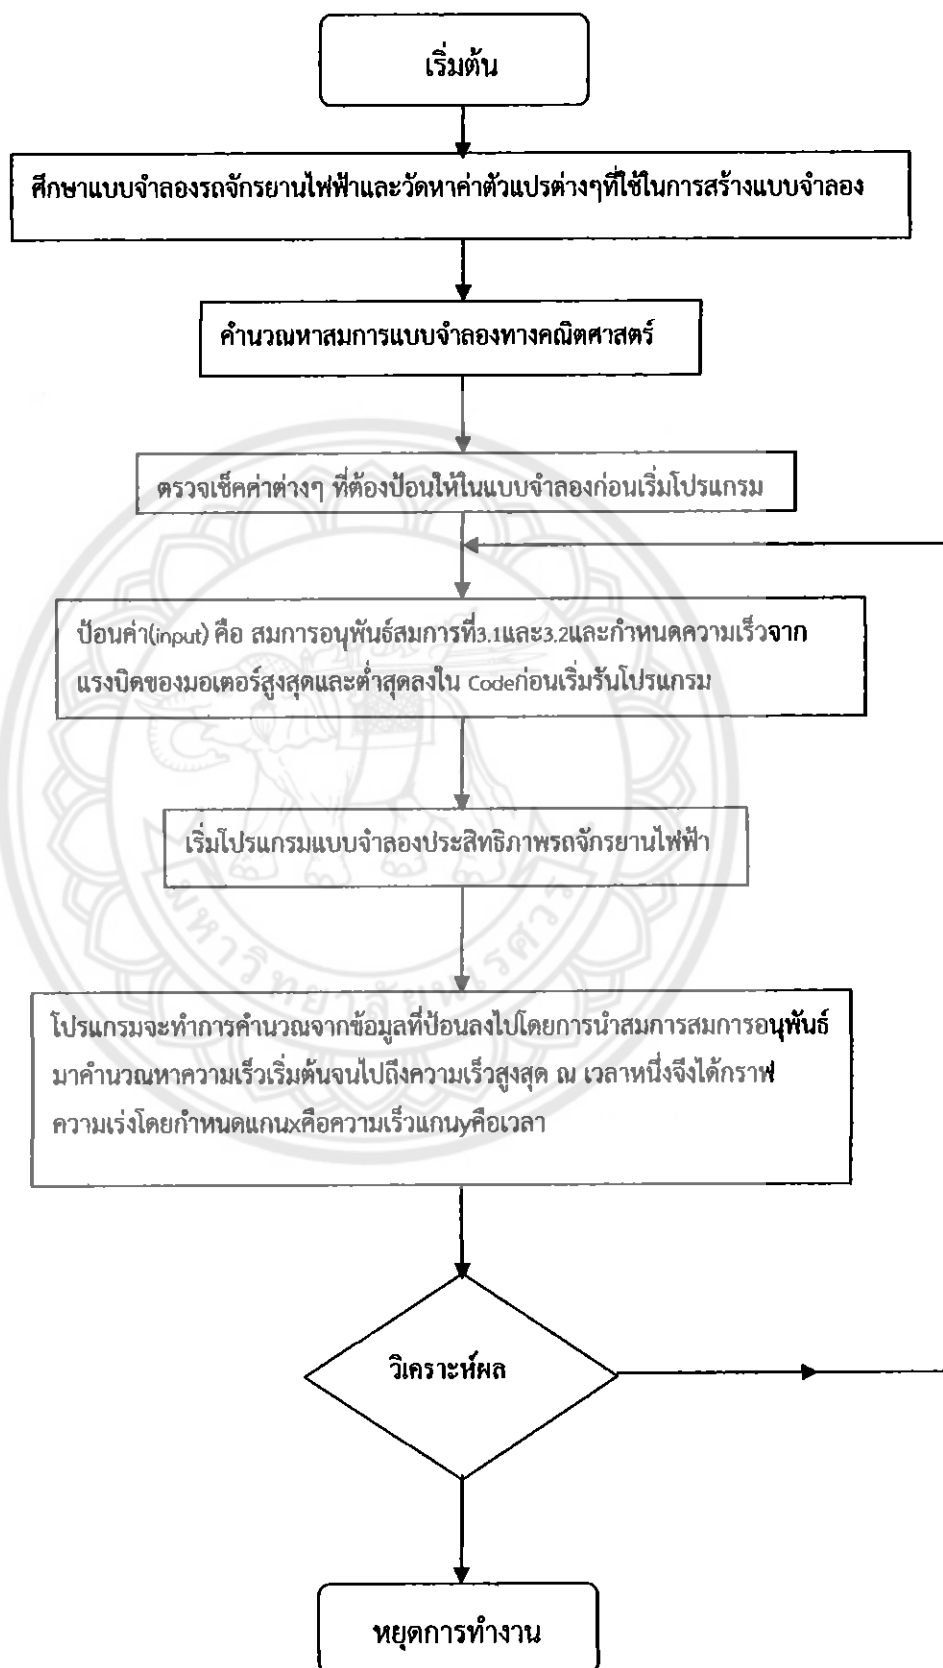 เริ่มต้น
ศึกษาแบบจำลองรถจักรยานไฟฟ้าและวัดหาค่าตัวแปรต่างๆที่ใช้ในการสร้างแบบจำลอง
คำนวณหาสมการแบบจำลองทางคณิตศาสตร์
ตรวจเช็คค่าต่างๆ ที่ต้องป้อนให้ในแบบจำลองก่อนเริ่มโปรแกรม
ป้อนค่า(input) คือ สมการอนุพันธ์สมการที่3.1และ3.2และกำหนดความเร็วจาก
แรงบิดของมอเตอร์สูงสุดและต่ำสุดลงใน Codeก่อนเริ่มรันโปรแกรม
เริ่มโปรแกรมแบบจำลองประสิทธิภาพรถจักรยานไฟฟ้า
มหาวิทยาลัยนเรศวร
โปรแกรมจะทำการคำนวณจากข้อมูลที่ป้อนลงไปโดยการนำสมการสมการอนุพันธ์
มาคำนวณหาความเร็วเริ่มต้นจนไปถึงความเร็วสูงสุด ณ เวลาหนึ่งจึงได้กราฟ
ความเร่งโดยกำหนดแกนxคือความเร็วแกนyคือเวลา
วิเคราะห์ผล
หยุดการทำงาน